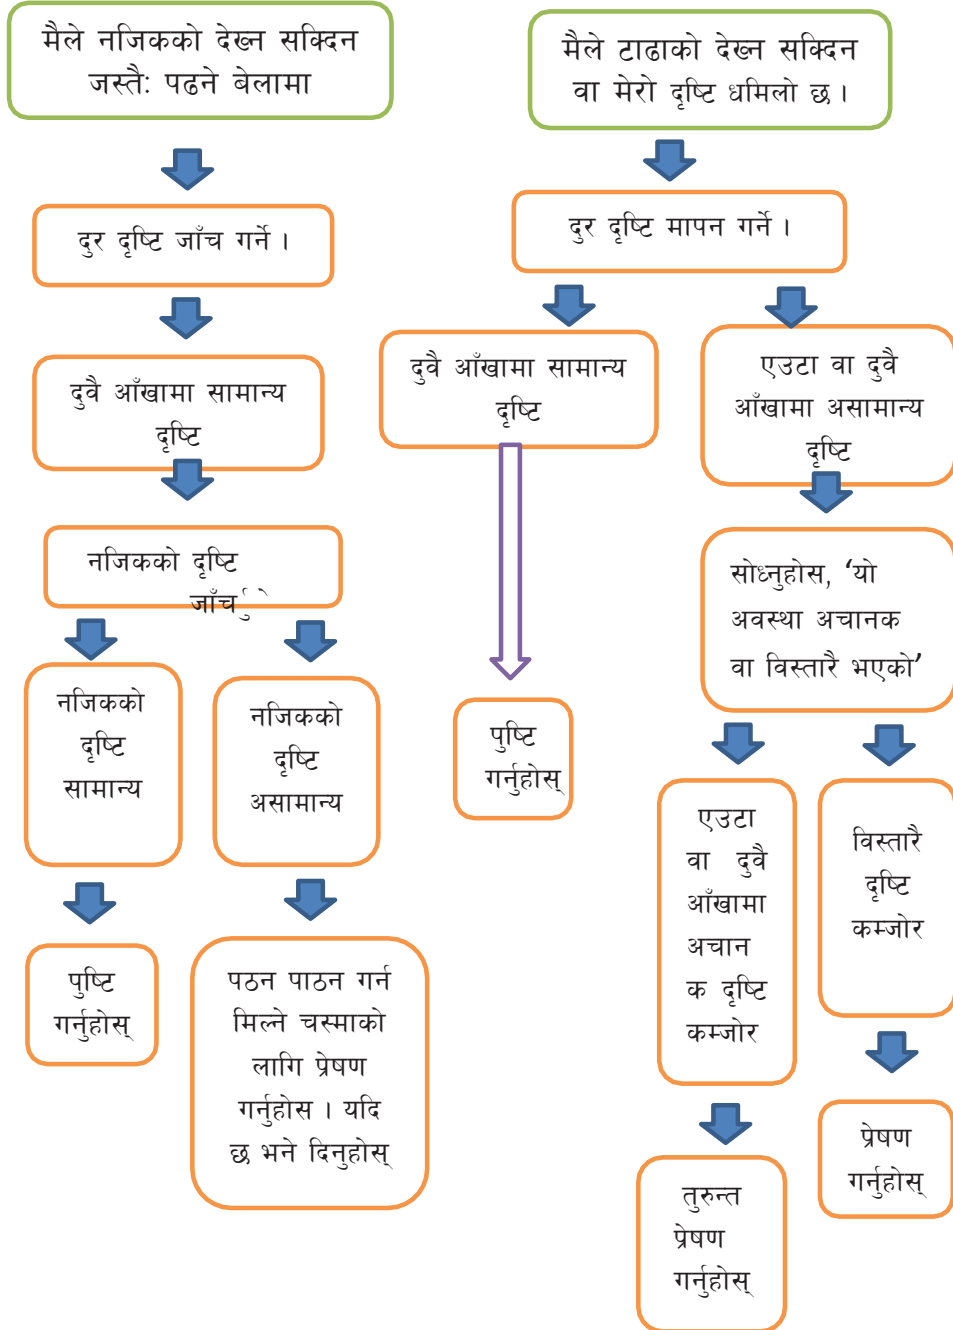 मैले नजिकको देख्न सक्दिन
जस्तै: पढने बेलामा
दुर दृष्टि जाँच गर्ने ।
दुवै आँखामा सामान्य
दृष्टि
नजिकको दृष्टि
जाँच
नजिकको
दृष्टि
सामान्य
नजिकको
दृष्टि
असामान्य
पुष्टि
गर्नुहोस्
पठन पाठन गर्न
मिल्ने चस्माको
लागि प्रेषण
गर्नुहोस । यदि
छ भने दिनुहोस्
मैले टाढाको देख्न सक्दिन
वा मेरो दृष्टि धमिलो छ ।
दुर दृष्टि मापन गर्ने ।
दुवै आँखामा सामान्य
दृष्टि
पुष्टि
गर्नुहोस्
एउटा वा दुवै
आँखामा असामान्य
दृष्टि
सोध्नुहोस, ‘यो
अवस्था अचानक
वा विस्तारै भएको’
एउटा
वा दुवै
आँखामा
अचान
क दृष्टि
कम्जोर
तुरुन्त
प्रेषण
गर्नुहोस्
विस्तारै
दृष्टि
कम्जोर
प्रेषण
गर्नुहोस्